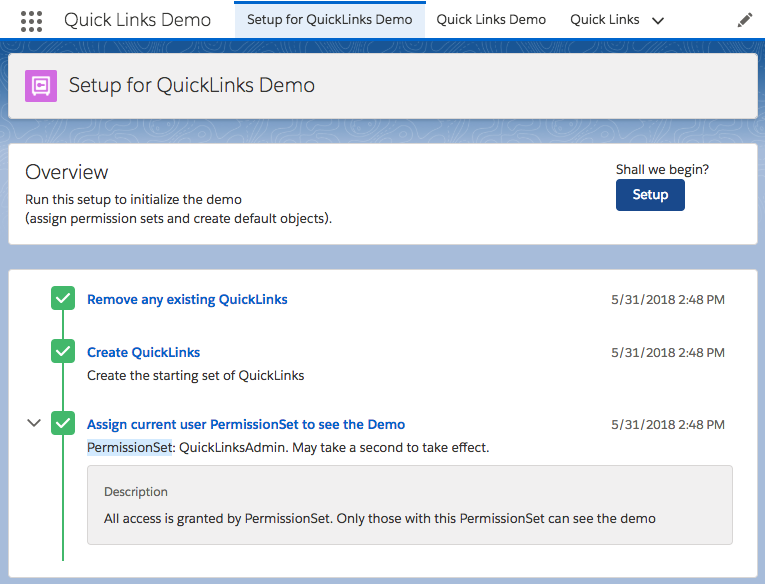 Quick Links Demo
Setup for QuickLinks Demo
Quick Links Demo
Quick Links
Setup for QuickLinks Demo
Overview
Run this setup to initialize the demo
(assign permission sets and create default objects).
Shall we begin?
Setup
Remove any existing QuickLinks
5/31/2018 2:48 PM
Create QuickLinks
5/31/2018 2:48 PM
Create the starting set of QuickLinks
Assign current user PermissionSet to see the Demo
5/31/2018 2:48 PM
PermissionSet: QuickLinksAdmin. May take a second to take effect.
Description
All access is granted by PermissionSet. Only those with this PermissionSet can see the demo